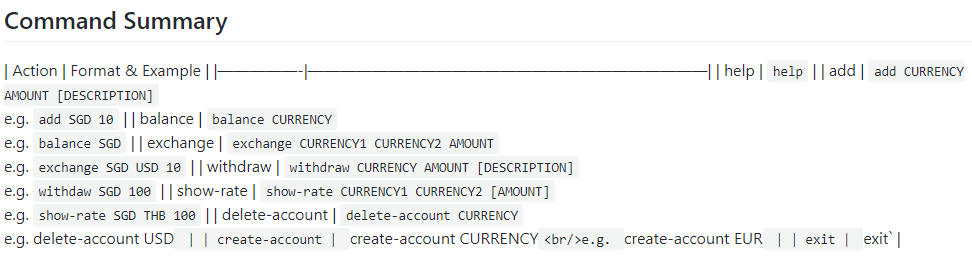 Command Summary
| Action | Format & Example | |—————-|—————————————————————————| | help | help | | add | add CURRENCY
AMOUNT [DESCRIPTION]
e.g. add SGD 10 | | balance | balance CURRENCY
e.g. balance SGD | | exchange | exchange CURRENCY1 CURRENCY2 AMOUNT
e.g. exchange SGD USD 10 | | withdraw | withdraw CURRENCY AMOUNT [DESCRIPTION]
e.g. withdaw SGD 100 | | show-rate | show-rate CURRENCY1 CURRENCY2 [AMOUNT]
e.g. show-rate SGD THB 100 | | delete-account | delete-account CURRENCY
e.g. delete-account USD | | create-account | create-account CURRENCY <br/>e.g. create-account EUR | | exit | exit` |